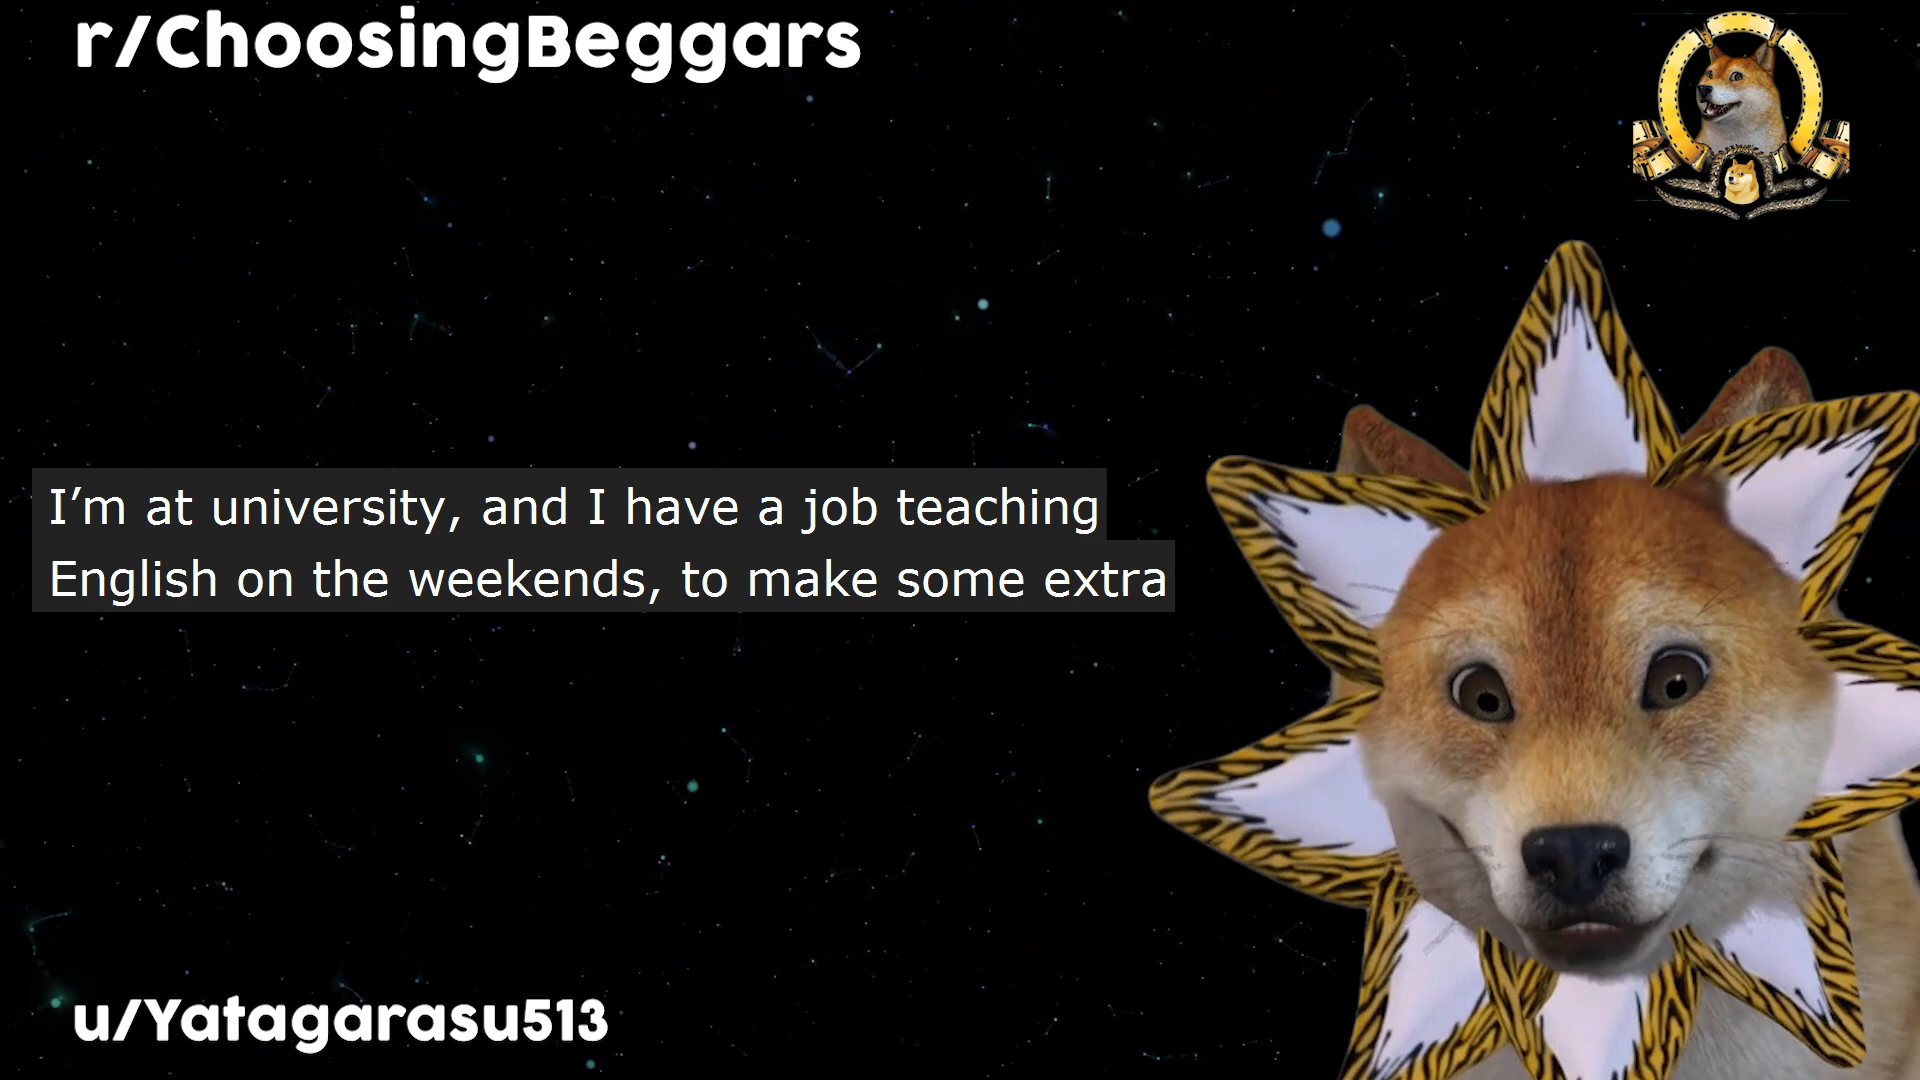 r/ChoosingBeggars
I’m at university, and I have a job teaching
English on the weekends, to make some extra
u/Yatagarasu513